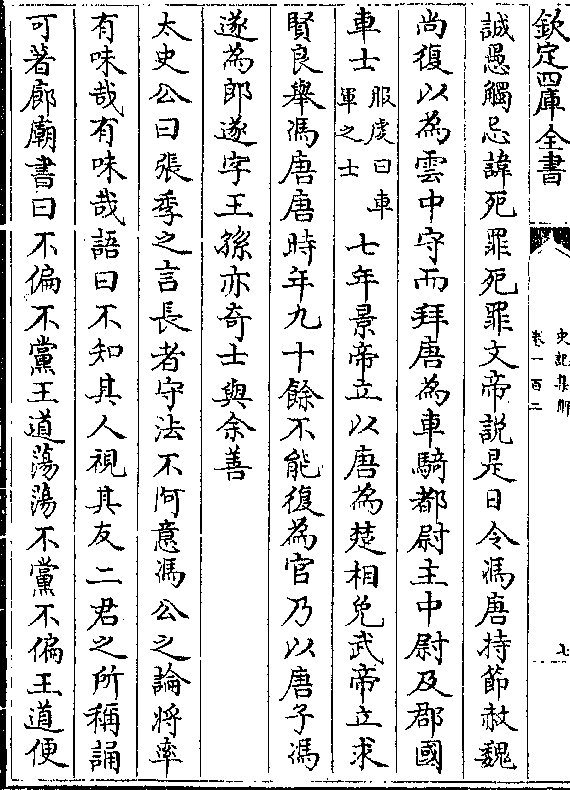 欽定四庫全書
史記集解
卷一百二
七
誠愚觸忌諱死罪死罪文帝說是日令馮唐持節赦魏
尚復以為雲中守而拜唐為車騎都尉主中尉及郡國
車士服虔曰車軍之士七年景帝立以唐為楚相免武帝立求
賢良舉馮唐唐時年九十餘不能復為官乃以唐子馮
遂為郎遂字王孫亦奇士與余善
太史公曰張季之言長者守法不阿意馮公之論將率
有味哉有味哉語曰不知其人視其友二君之所稱誦
可著廊廟書曰不偏不黨王道蕩蕩不黨不偏王道便